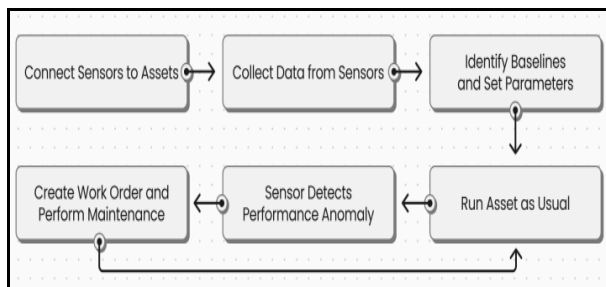 Connect Sensors to Assets
Collect Data from Sensors
Identify Baselines
and Set Parameters
Create Work Order and
Perform Maintenance
Sensor Detects
Performance Anomaly
Run Asset as Usual